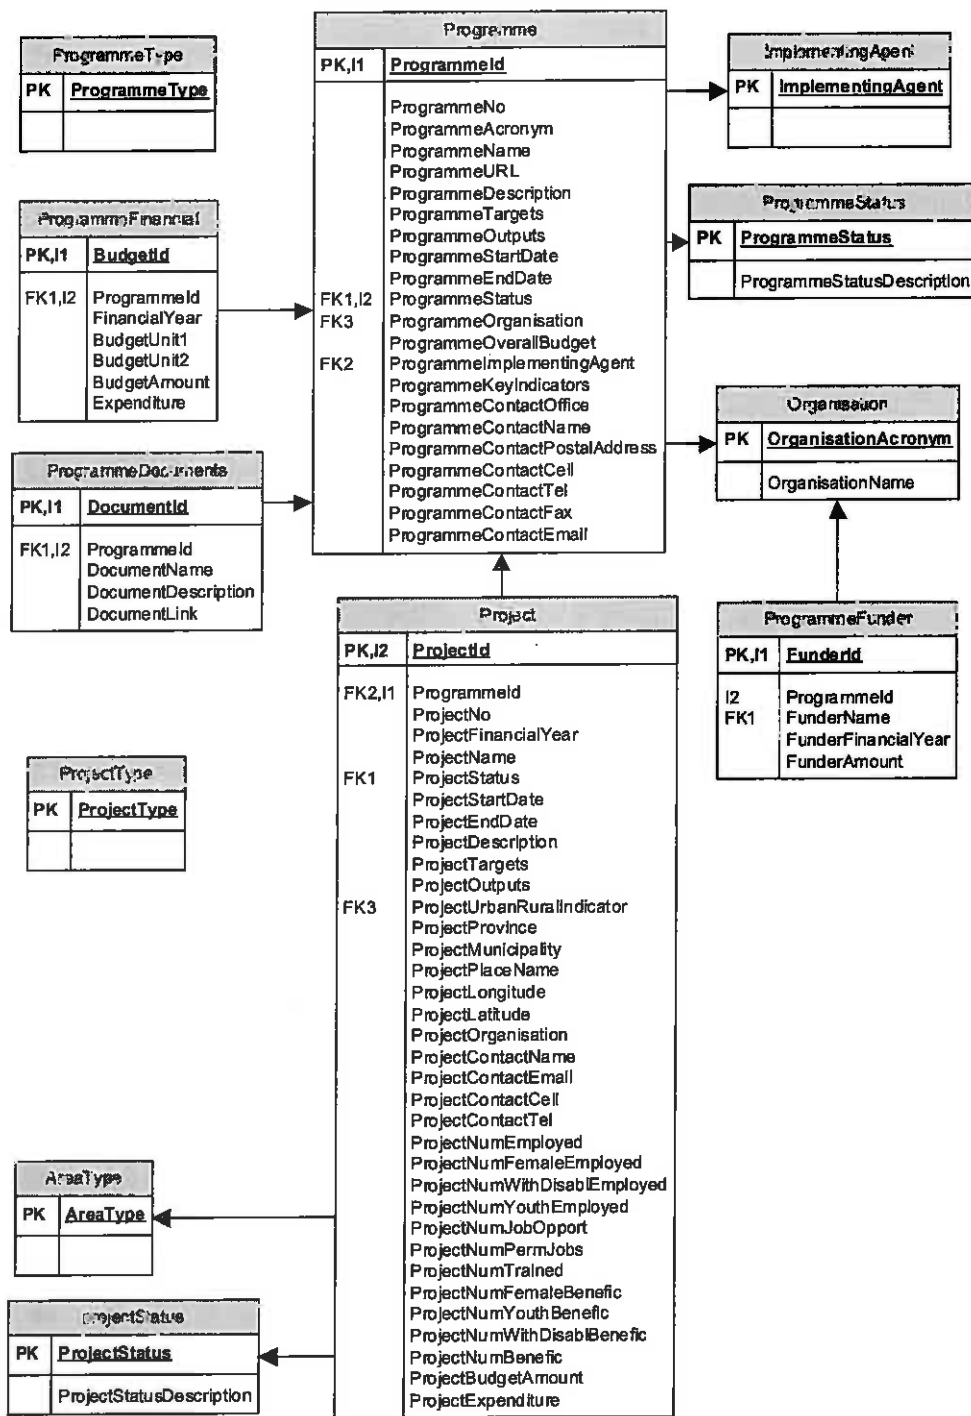 ProgrammeType
PK ProgrammeType
ProgrammeFinancial
PK,I1 BudgetId
FK1,I2 ProgrammeId
FinancialYear
BudgetUnit1
BudgetUnit2
BudgetAmount
Expenditure
ProgrammeDocuments
PK,I1 DocumentId
FK1,I2 ProgrammeId
DocumentName
DocumentDescription
DocumentLink
Programme
PK,I1 ProgrammeId
ProgrammeNo
ProgrammeAcronym
ProgrammeName
ProgrammeURL
ProgrammeDescription
ProgrammeTargets
ProgrammeOutputs
ProgrammeStartDate
ProgrammeEndDate
FK1,I2 ProgrammeStatus
FK3 ProgrammeOrganisation
ProgrammeOverallBudget
FK2 ProgrammeImplementingAgent
ProgrammeKeyIndicators
ProgrammeContactOffice
ProgrammeContactName
ProgrammeContactPostalAddress
ProgrammeContactCell
ProgrammeContactTel
ProgrammeContactFax
ProgrammeContactEmail
ImplementingAgent
PK ImplementingAgent
ProgrammeStatus
PK ProgrammeStatus
ProgrammeStatusDescription
Organisation
PK OrganisationAcronym
OrganisationName
ProgrammeFunder
PK,I1 FunderId
I2 ProgrammeId
FK1 FunderName
FunderFinancialYear
FunderAmount
Project
PK,I2 ProjectId
FK2,I1 ProgrammeId
ProjectNo
ProjectFinancialYear
ProjectName
FK1 ProjectStatus
ProjectStartDate
ProjectEndDate
ProjectDescription
ProjectTargets
ProjectOutputs
FK3 ProjectUrbanRuralIndicator
ProjectProvince
ProjectMunicipality
ProjectPlaceName
ProjectLongitude
ProjectLatitude
ProjectOrganisation
ProjectContactName
ProjectContactEmail
ProjectContactCell
ProjectContactTel
ProjectNumEmployed
ProjectNumFemaleEmployed
ProjectNumWithDisablEmployed
ProjectNumYouthEmployed
ProjectNumJobOpport
ProjectNumPermJobs
ProjectNumTrained
ProjectNumFemaleBenefic
ProjectNumYouthBenefic
ProjectNumWithDisablBenefic
ProjectNumBenefic
ProjectBudgetAmount
ProjectExpenditure
ProjectType
PK ProjectType
AreaType
PK AreaType
projectStatus
PK ProjectStatus
ProjectStatusDescription